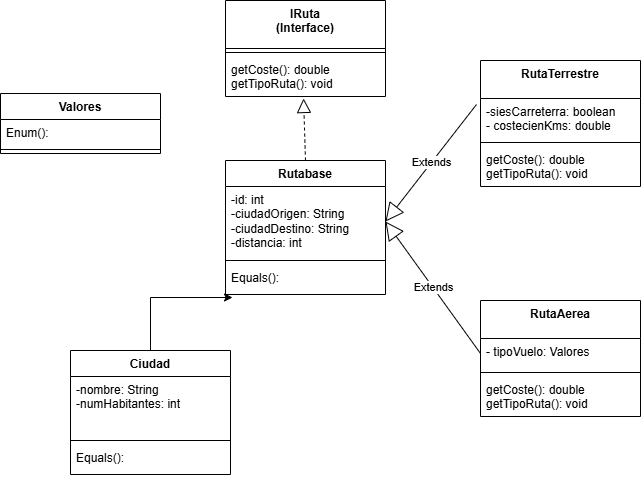 IRuta
(Interface)
getCoste(): double
getTipoRuta(): void
Valores
Enum():
RutaTerrestre
-siesCarreterra: boolean
- costecienKms: double
getCoste(): double
getTipoRuta(): void
Extends
Rutabase
-id: int
-ciudadOrigen: String
-ciudadDestino: String
-distancia: int
Equals():
Extends
RutaAerea
- tipoVuelo: Valores
getCoste(): double
getTipoRuta(): void
Ciudad
-nombre: String
-numHabitantes: int
Equals():